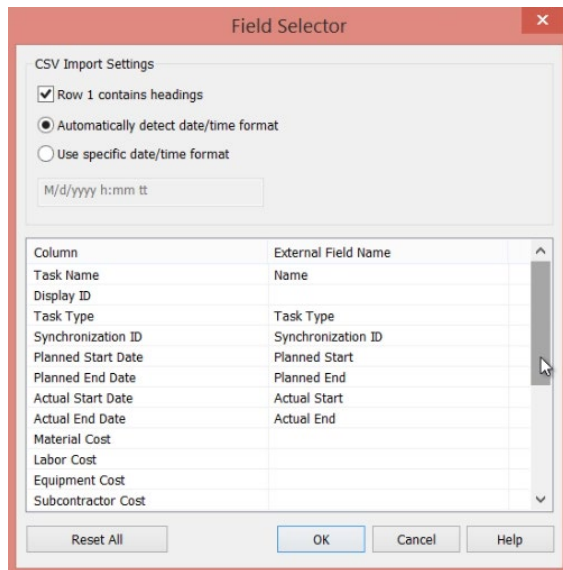 Field Selector
CSV Import Settings
Row 1 contains headings
Automatically detect date/time format
Use specific date/time format
M/d/yyyy h:mm tt
Column External Field Name
Task Name Name
Display ID
Task Type Task Type
Synchronization ID Synchronization ID
Planned Start Date Planned Start
Planned End Date Planned End
Actual Start Date Actual Start
Actual End Date Actual End
Material Cost
Labor Cost
Equipment Cost
Subcontractor Cost
Reset All OK Cancel Help